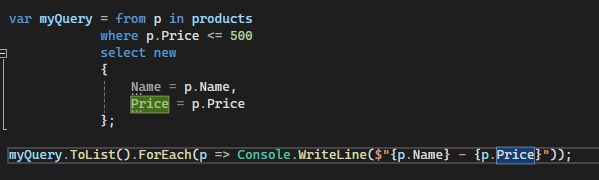 var myQuery = from p in products
where p.Price <= 500
select new
{
Name = p.Name,
Price = p.Price
};
myQuery.ToList().ForEach(p => Console.WriteLine($"{p.Name} - {p.Price}"));